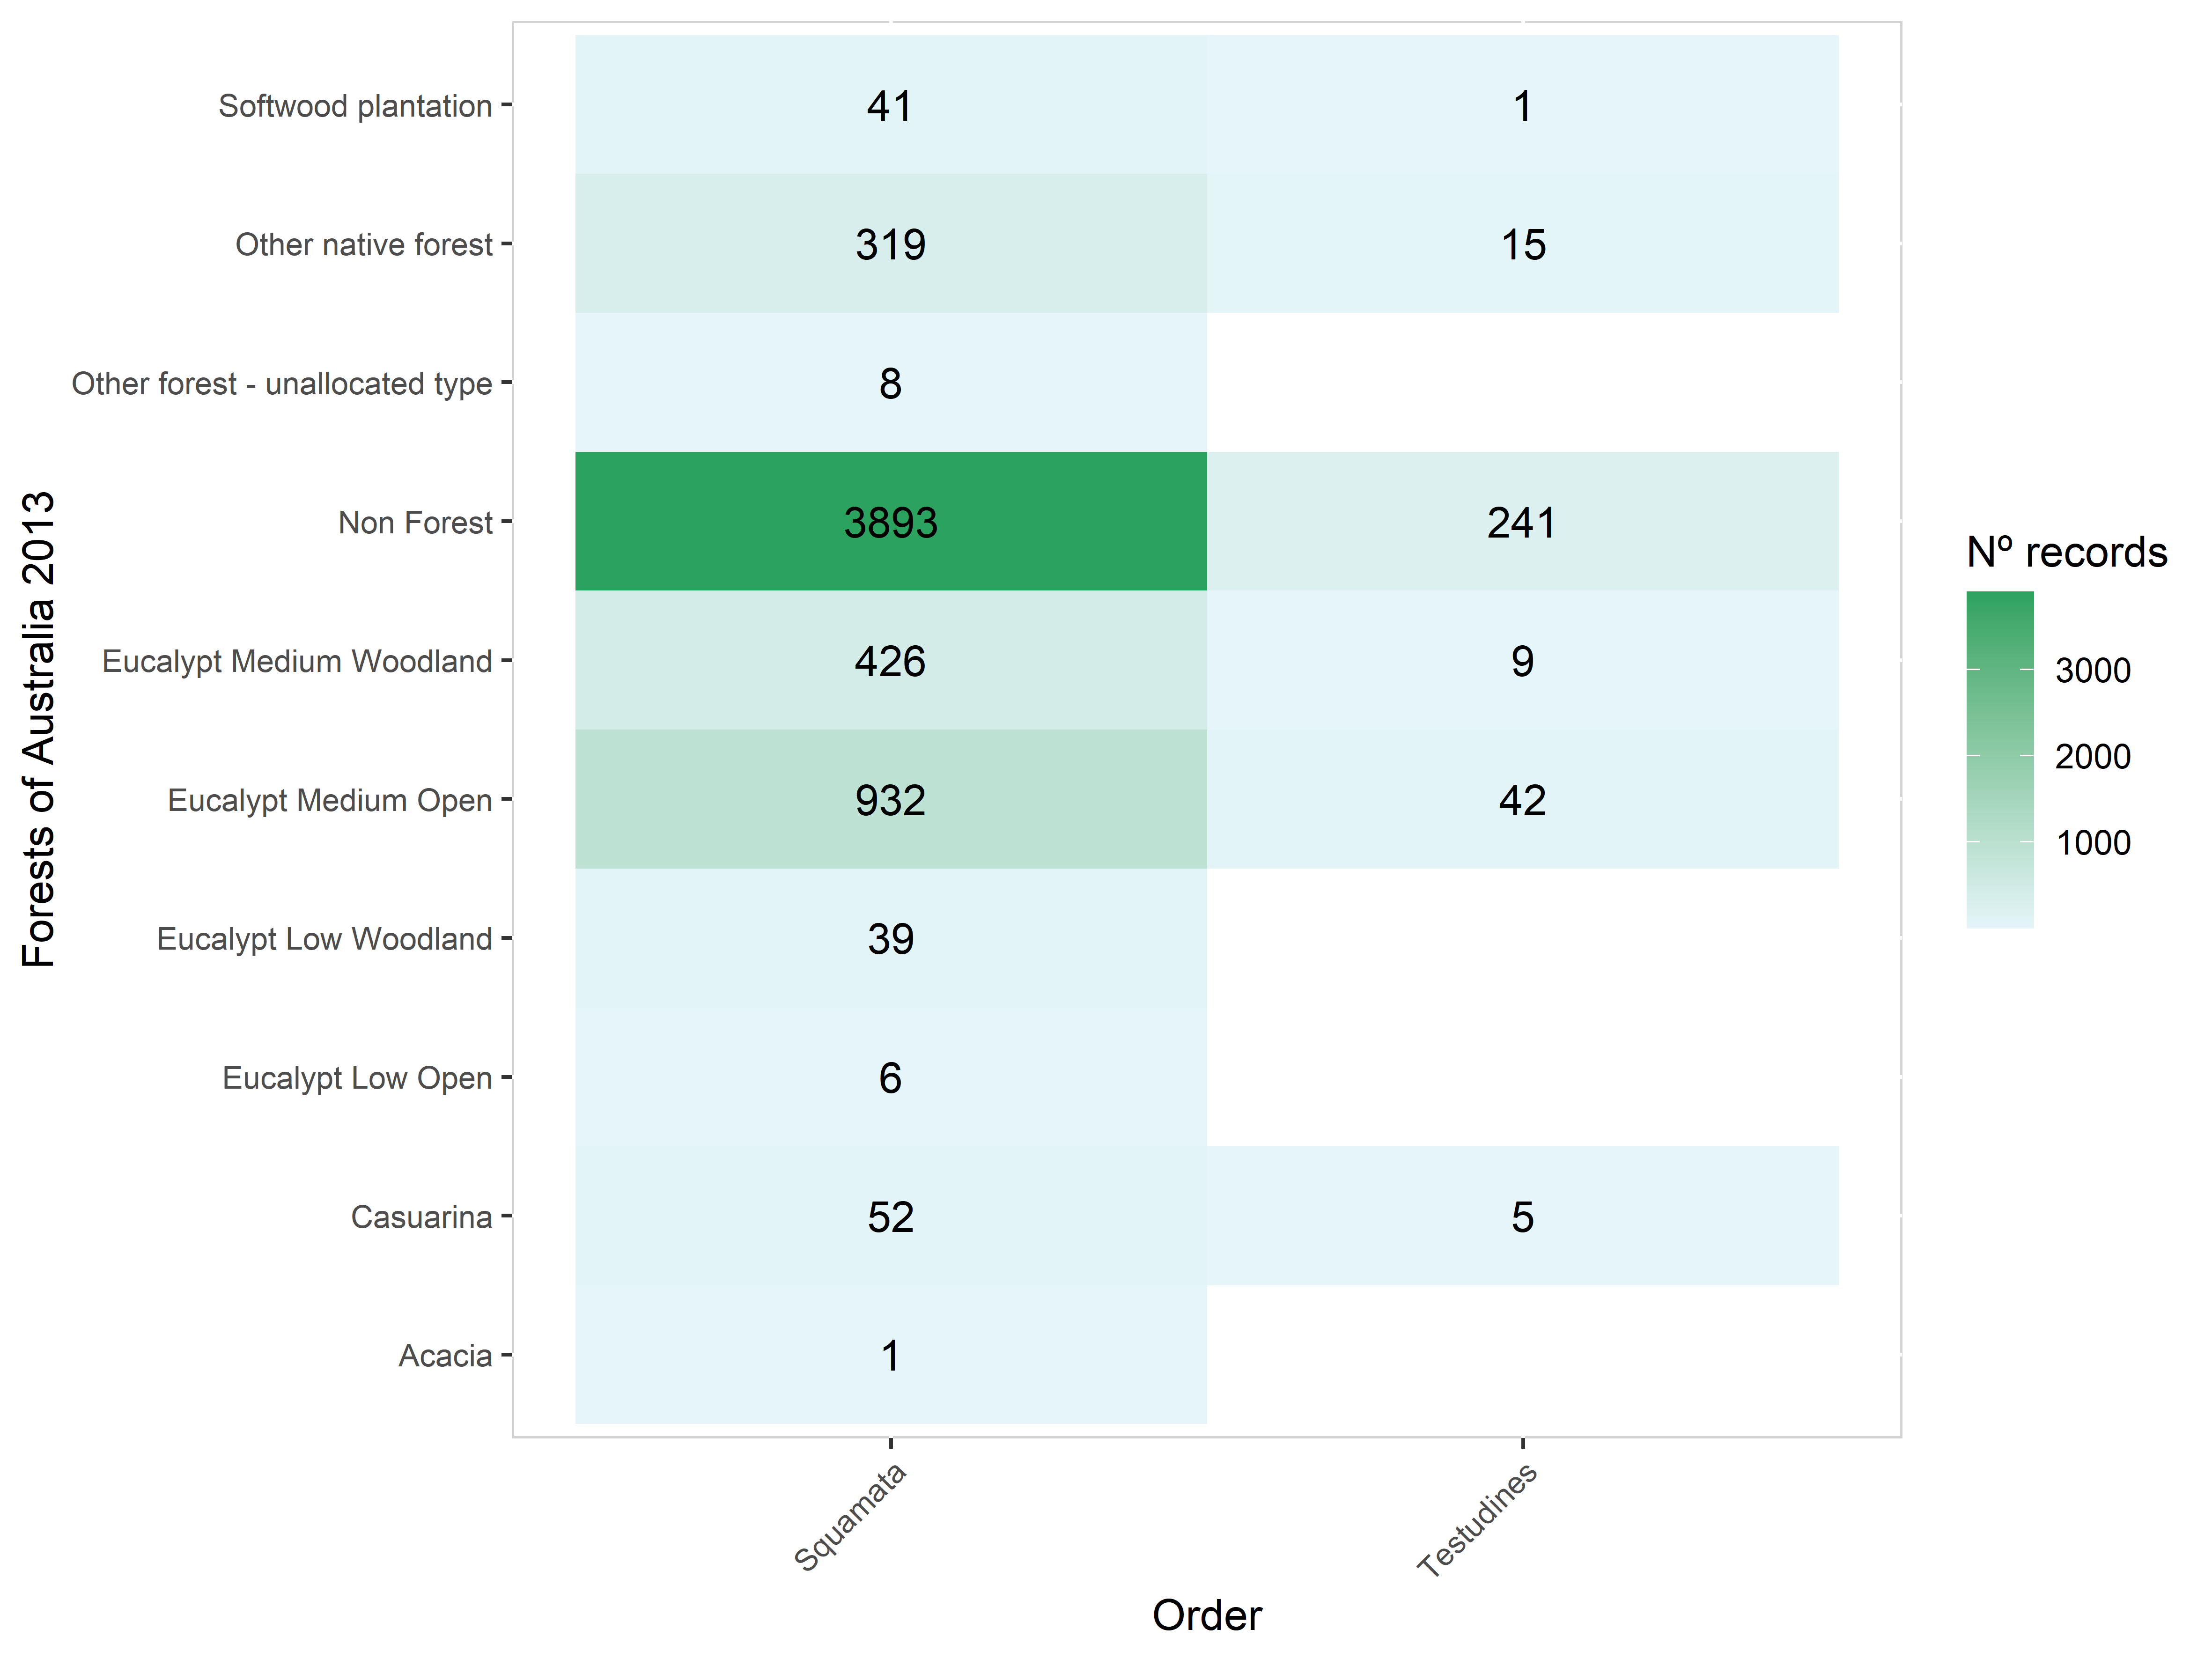 Forests of Australia 2013
Softwood plantation 41 1
Other native forest 319 15
Other forest - unallocated type 8
Non Forest 3893 241
Eucalypt Medium Woodland 426 9
Eucalypt Medium Open 932 42
Eucalypt Low Woodland 39
Eucalypt Low Open 6
Casuarina 52 5
Acacia 1
Squamata Testudines
Order
Nº records
3000
2000
1000